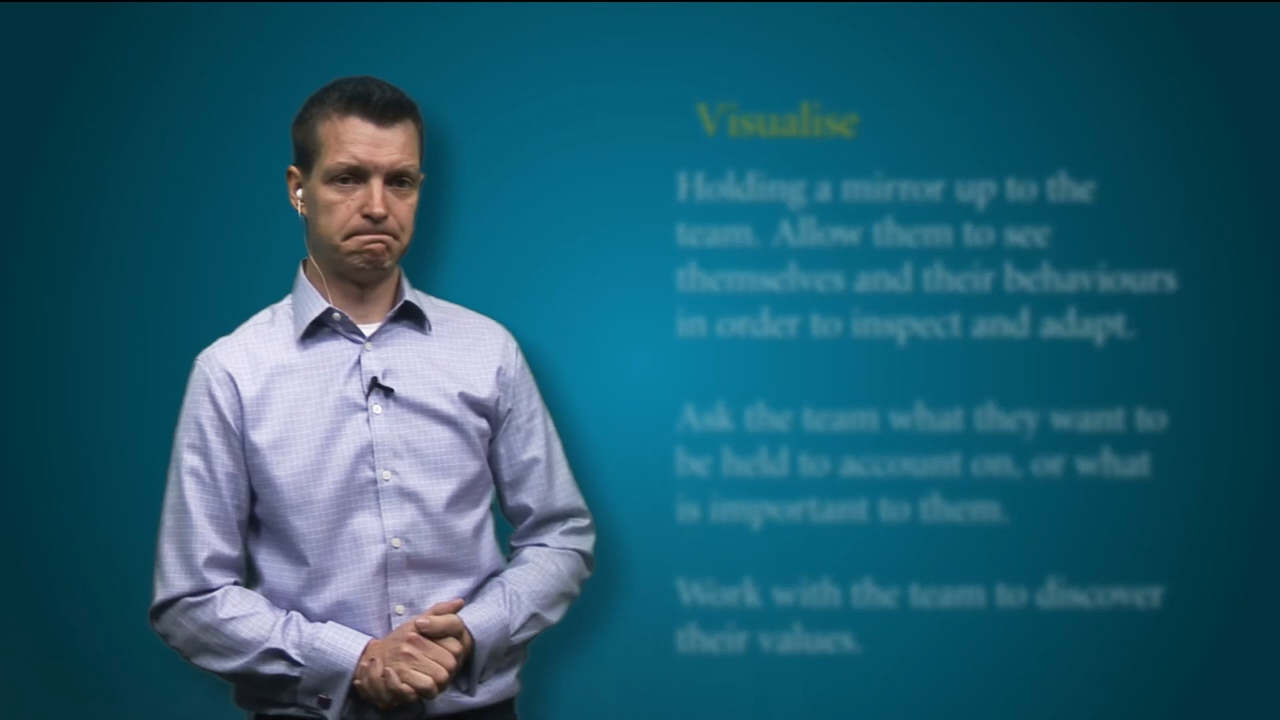 Visualise
Holding a mirror up to the
team. Allow them to see
themselves and their behaviours
in order to inspect and adapt.
Ask the team what they want to
be held to account on, or what
is important to them.
Work with the team to discover
their values.